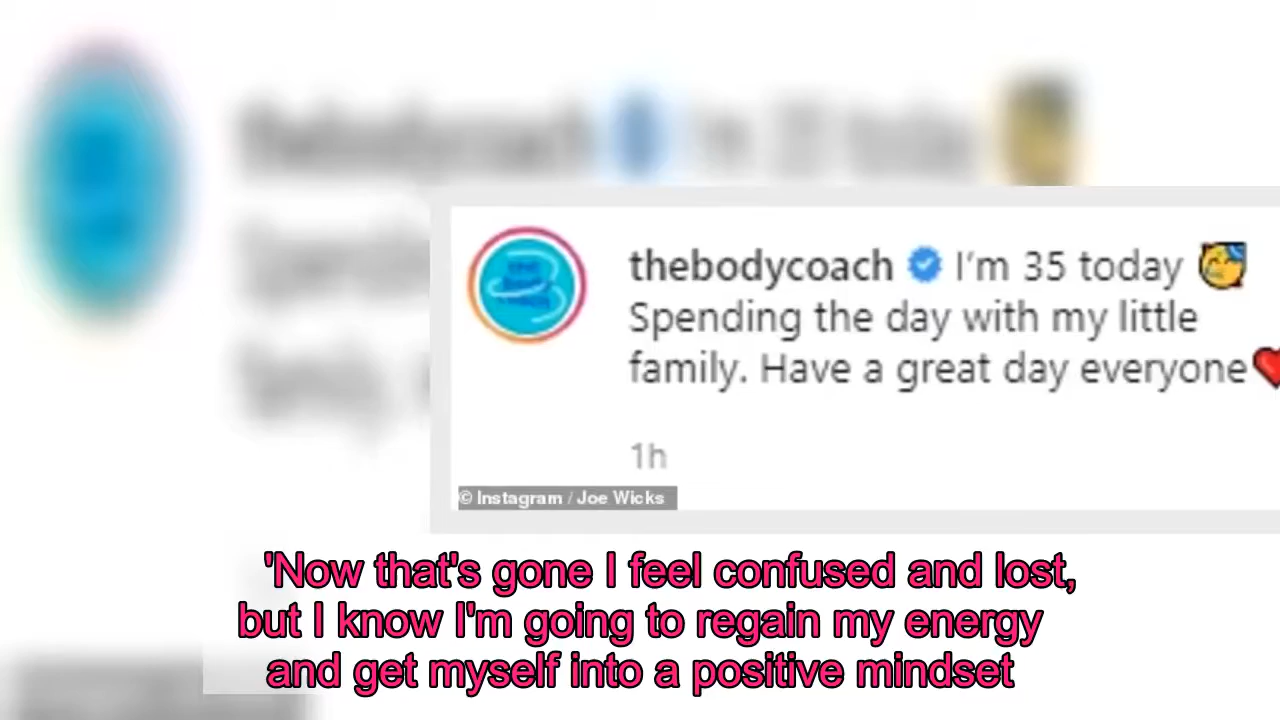 thebodycoach I'm 35 today 🥳
Spending the day with my little
family. Have a great day everyone❤
1h
© Instagram / Joe Wicks
'Now that's gone I feel confused and lost,
but I know I'm going to regain my energy
and get myself into a positive mindset